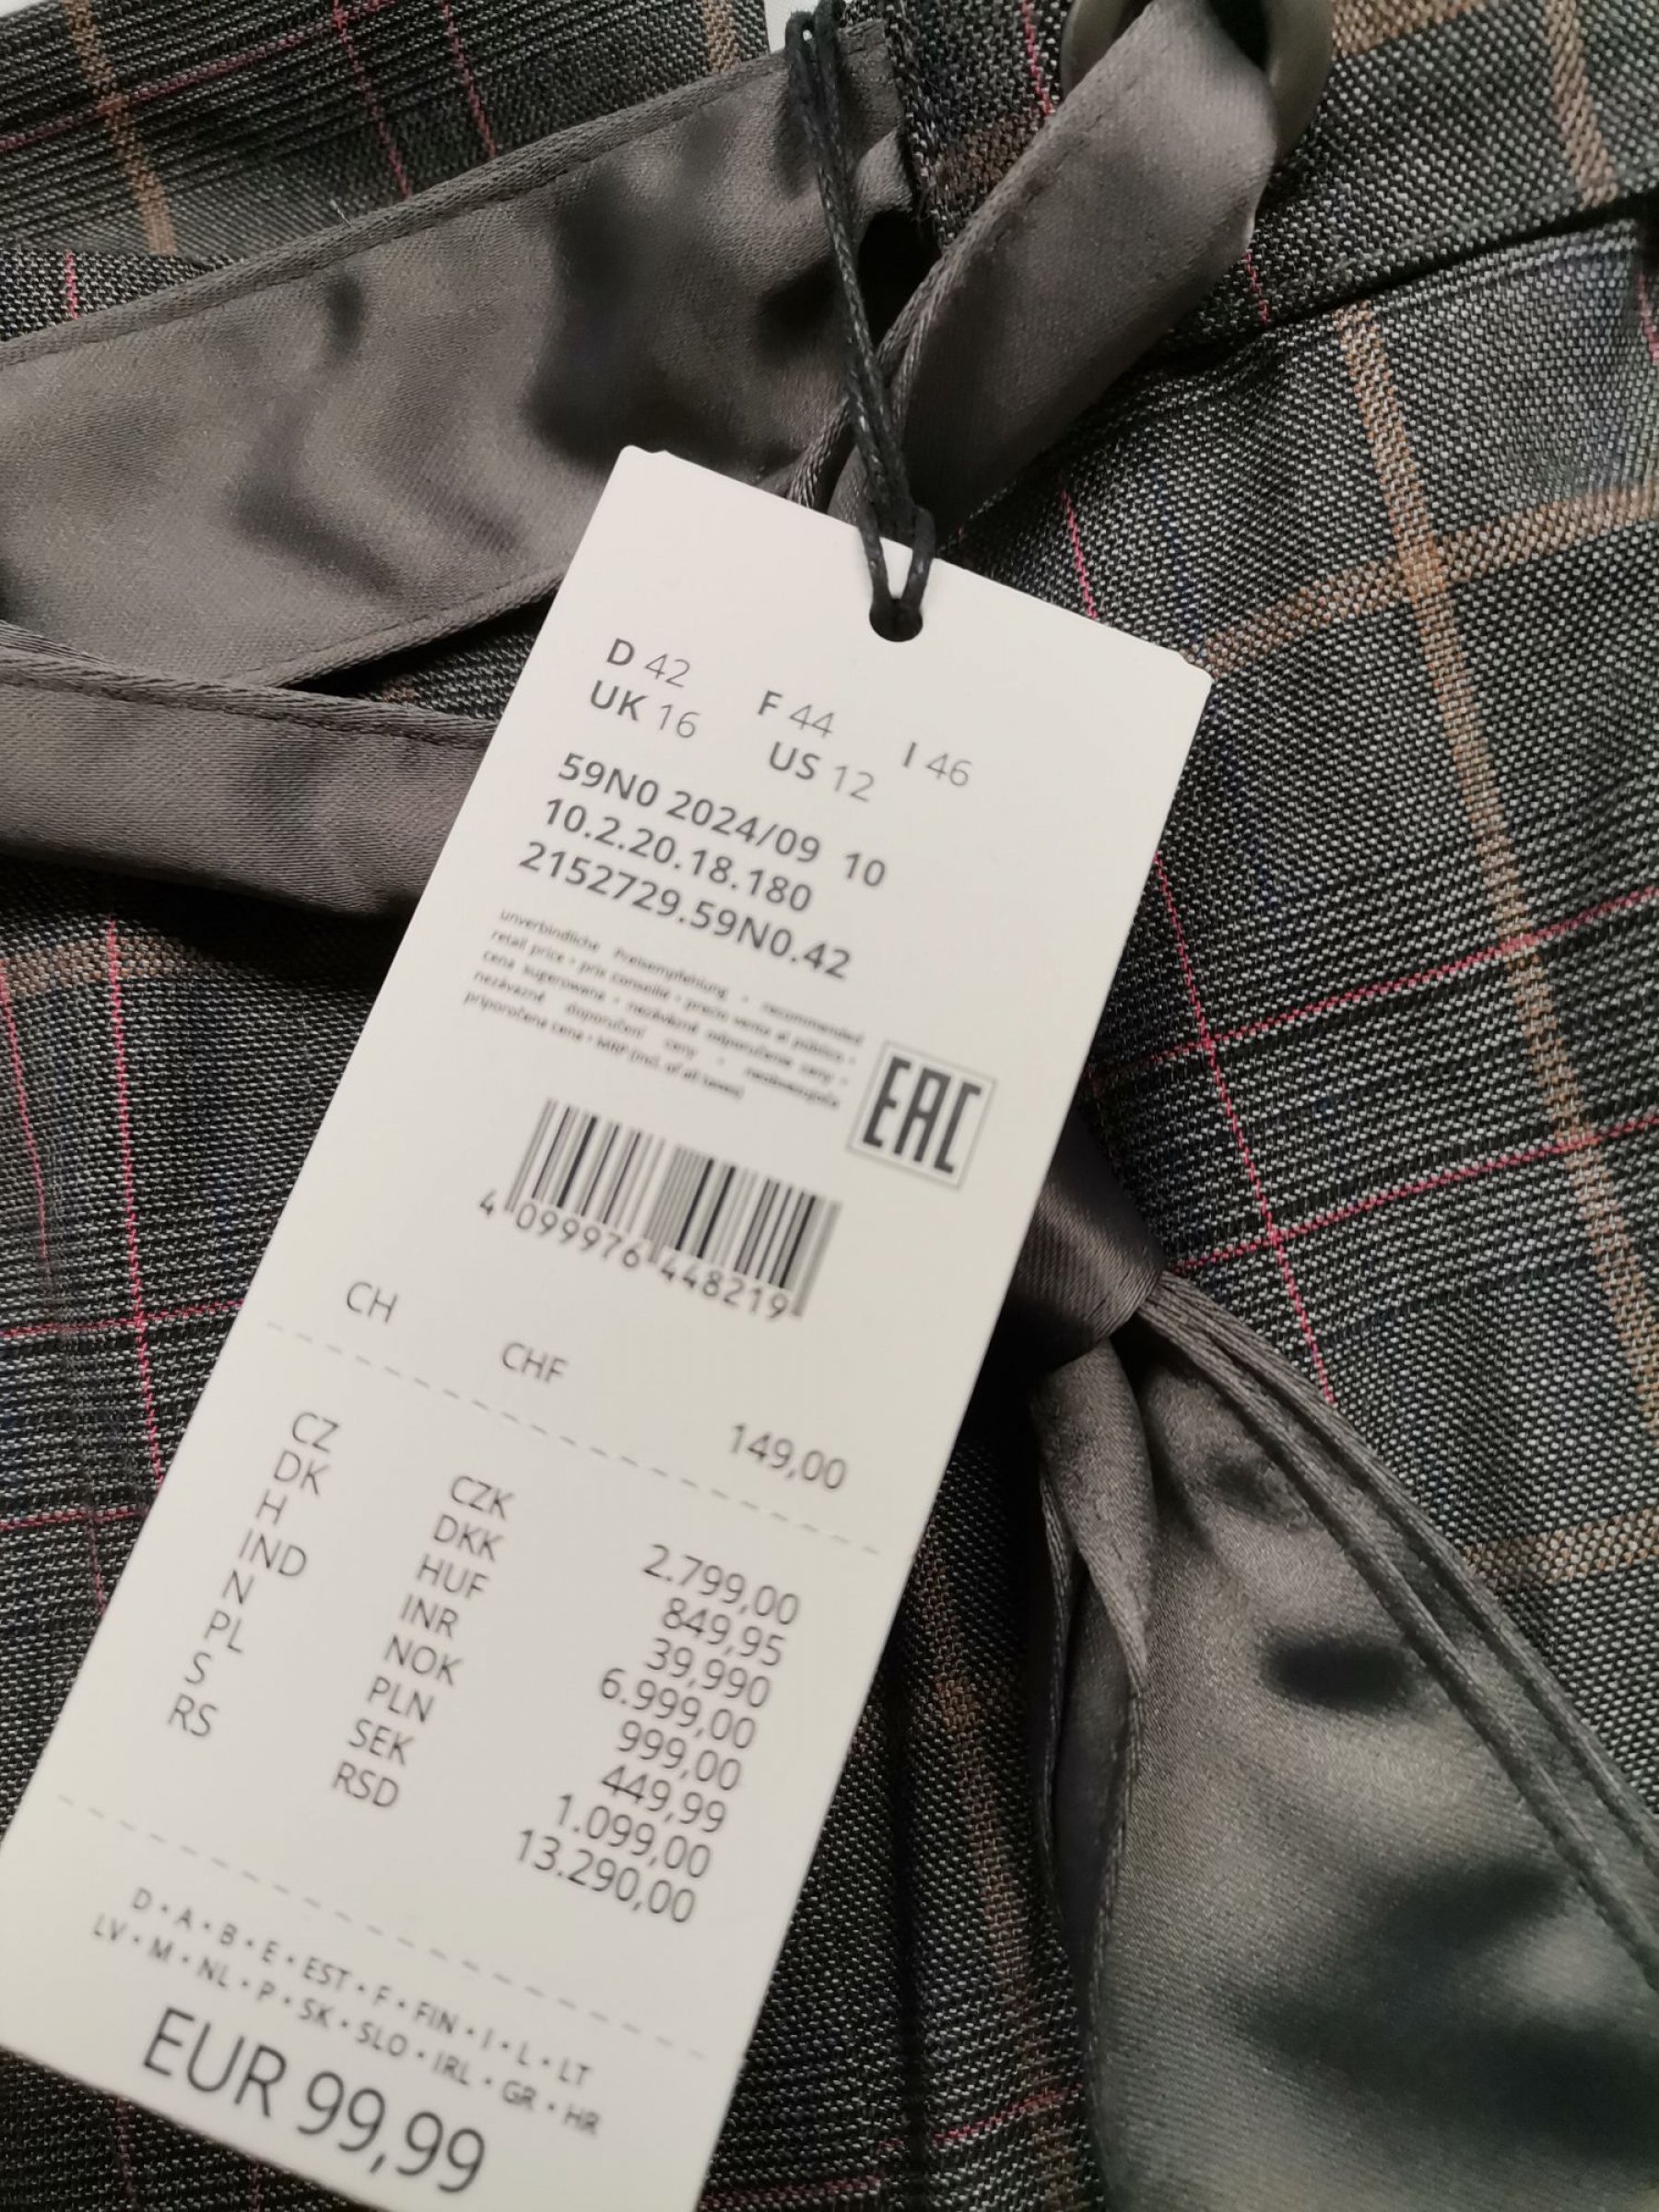 D 42 F 44 I 46
UK 16 US 12
59N0 2024/09 10
10.2.20.18.180
2152729.59N0.42
unverbindliche Preisempfehlung • recommended
retail price • prix conseillé • precio venta al público •
cena sugerowana • nezávazné odporučenie ceny •
nezávazné doporučení ceny • neobvezujoča
priporočena cena • MRP (incl. of all taxes)
EAC
4 099976 448219
CH CHF 149,00
CZ CZK 2.799,00
DK DKK 849,95
H HUF 39,990
IND INR 6.999,00
N NOK 999,00
PL PLN 449,99
S SEK 1.099,00
RS RSD 13.290,00
D • A • B • E • EST • F • FIN • I • L • LT
LV • M • NL • P • SK • SLO • IRL • GR • HR
EUR 99,99